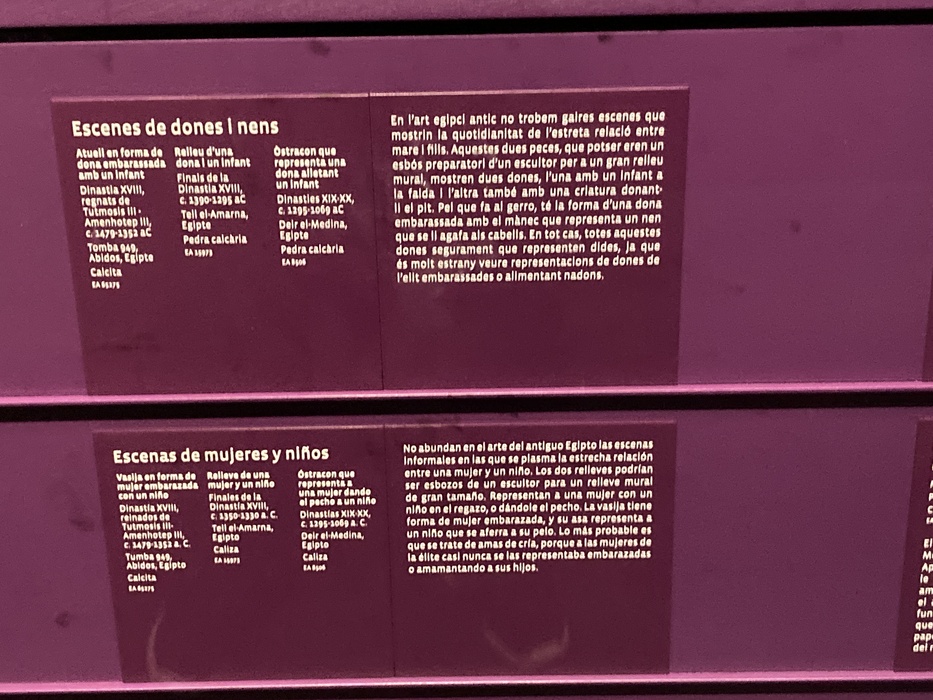 Escenes de dones i nens
Atuell en forma de
dona embarassada
amb un infant
Dinastia XVIII,
regnats de
Tutmosis III-
Amenhotep III,
c. 1479-1352 aC
Tomba 949,
Abidos, Egipte
Calcita
EA 65275
Relleu d'una
dona i un infant
Finals de la
Dinastia XVIII,
c. 1390-1295 aC
Tell el-Amarna,
Egipte
Pedra calcària
EA 15973
Òstracon que
representa una
dona alletant
un infant
Dinasties XIX-XX,
c. 1295-1069 aC
Deir el-Medina,
Egipte
Pedra calcària
EA 8506
En l'art egipci antic no trobem gaires escenes que
mostrin la quotidianitat de l'estreta relació entre
mare i fills. Aquestes dues peces, que potser eren un
esbós preparatori d'un escultor per a un gran relleu
mural, mostren dues dones, l'una amb un infant a
la falda i l'altra també amb una criatura donant-
li el pit. Pel que fa al gerro, té la forma d'una dona
embarassada amb el mànec que representa un nen
que se li agafa als cabells. En tot cas, totes aquestes
dones segurament que representen dides, ja que
és molt estrany veure representacions de dones de
l'elit embarassades o alimentant nadons.
Escenas de mujeres y niños
Vasija en forma de
mujer embarazada
con un niño
Dinastía XVIII,
reinados de
Tutmosis III-
Amenhotep III,
c. 1479-1352 a. C.
Tumba 949,
Abidos, Egipto
Calcita
EA 65275
Relieve de una
mujer y un niño
Finales de la
Dinastía XVIII,
c. 1350-1330 a. C.
Tell el-Amarna,
Egipto
Caliza
EA 15973
Óstracon que
representa a
una mujer dando
el pecho a un niño
Dinastías XIX-XX,
c. 1295-1069 a. C.
Deir el-Medina,
Egipto
Caliza
EA 8506
No abundan en el arte del antiguo Egipto las escenas
informales en las que se plasma la estrecha relación
entre una mujer y un niño. Los dos relieves podrían
ser esbozos de un escultor para un relieve mural
de gran tamaño. Representan a una mujer con un
niño en el regazo, o dándole el pecho. La vasija tiene
forma de mujer embarazada, y su asa representa a
un niño que se aferra a su pelo. Lo más probable es
que se trate de amas de cría, porque a las mujeres de
la élite casi nunca se las representaba embarazadas
o amamantando a sus hijos.